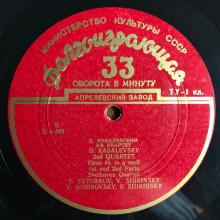 МИНИСТЕРСТВО КУЛЬТУРЫ СССР
Долгоиграющая
33
ОБОРОТА В МИНУТУ
ТУ-1 кл.
АПРЕЛЕВСКИЙ ЗАВОД
Д. КАБАЛЕВСКИЙ
2-й КВАРТЕТ
D. KABALEVSKY
2nd QUARTET
Opus 44, in g moll
1st and 2nd Parts
Beethoven Quartet
D. TSYGANOV, V. SHIRINSKY
V. BORISOVSKY, S. SHIRINSKY